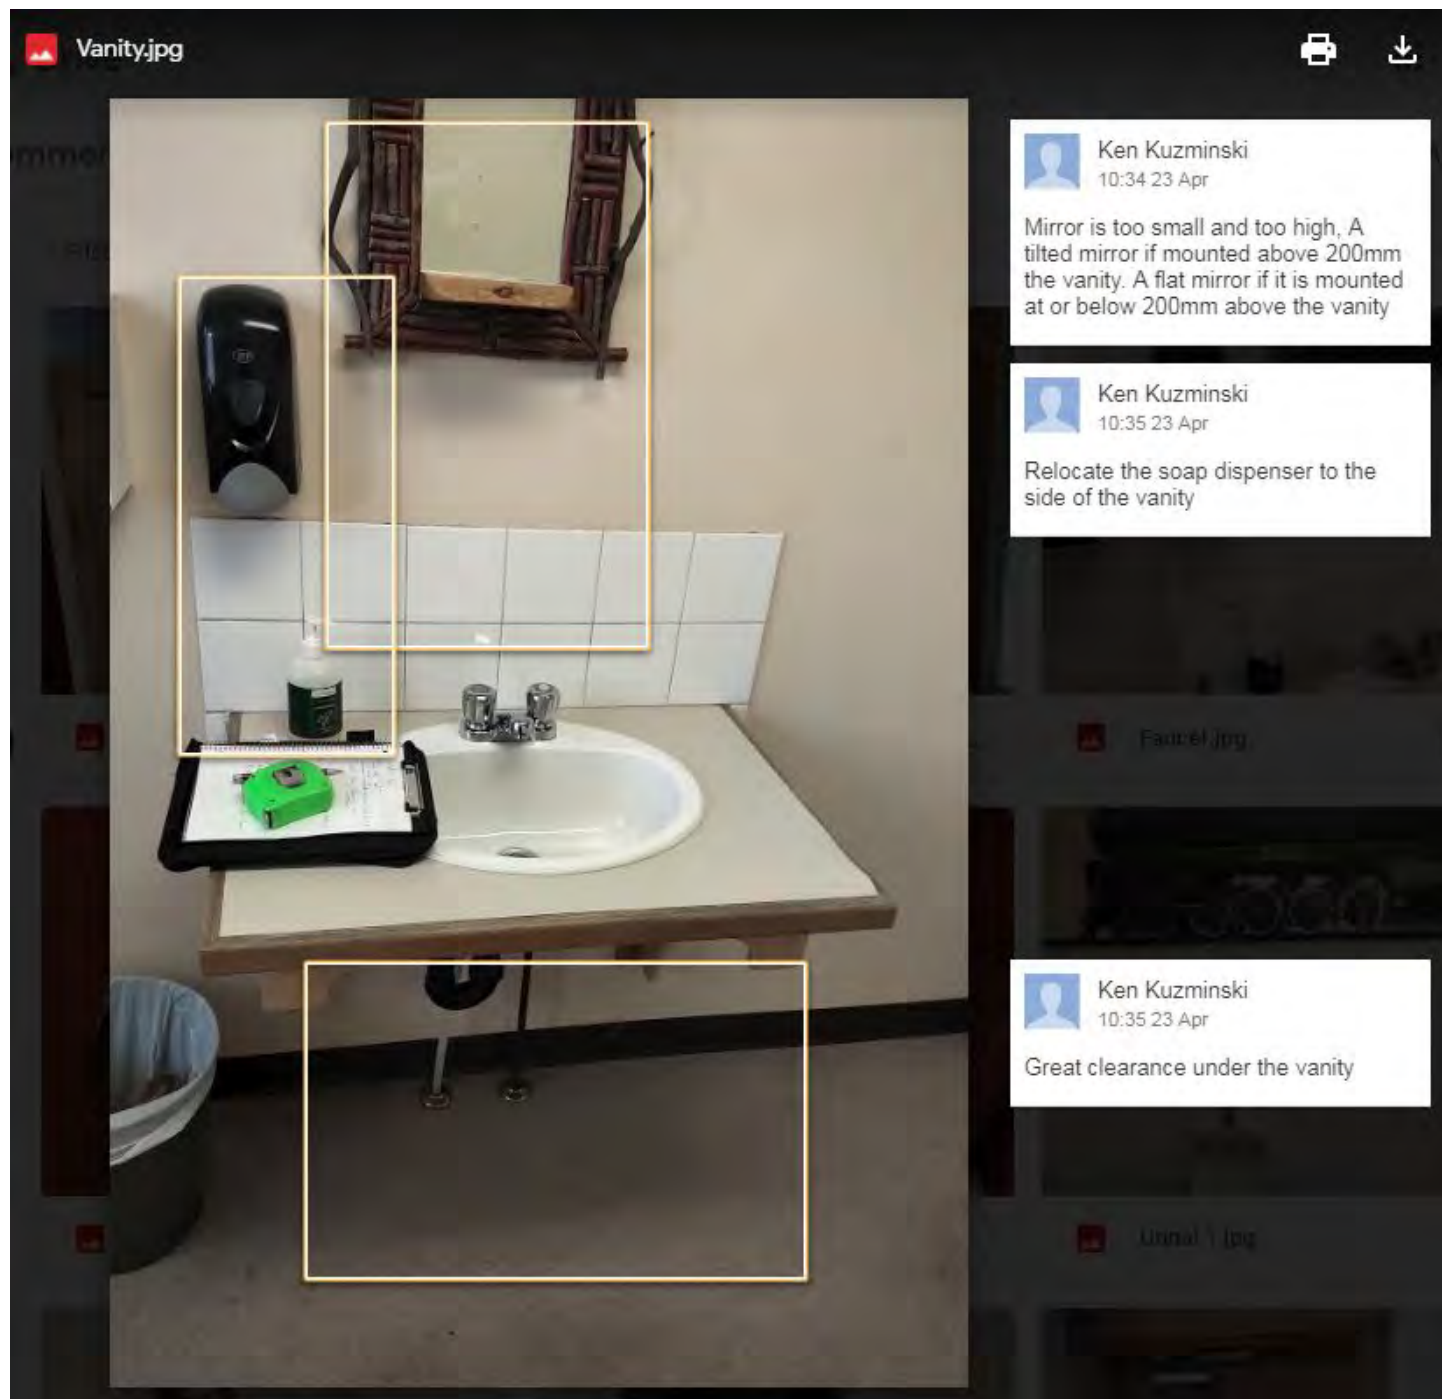 Vanity.jpg
Ken Kuzminski
10:34 23 Apr
Mirror is too small and too high, A
tilted mirror if mounted above 200mm
the vanity. A flat mirror if it is mounted
at or below 200mm above the vanity
Ken Kuzminski
10:35 23 Apr
Relocate the soap dispenser to the
side of the vanity
Faucet.jpg
Ken Kuzminski
10:35 23 Apr
Great clearance under the vanity